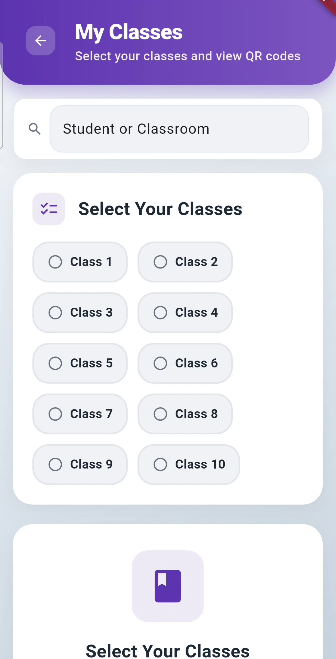 My Classes
Select your classes and view QR codes
Student or Classroom
Select Your Classes
Class 1
Class 2
Class 3
Class 4
Class 5
Class 6
Class 7
Class 8
Class 9
Class 10
Select Your Classes